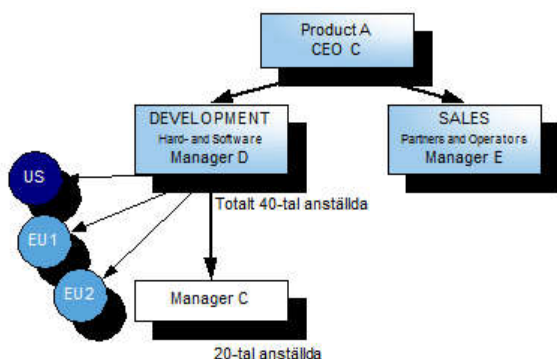 Product A
CEO C
DEVELOPMENT
Hard- and Software
Manager D
SALES
Partners and Operators
Manager E
US
Totalt 40-tal anställda
EU1
EU2
Manager C
20-tal anställda